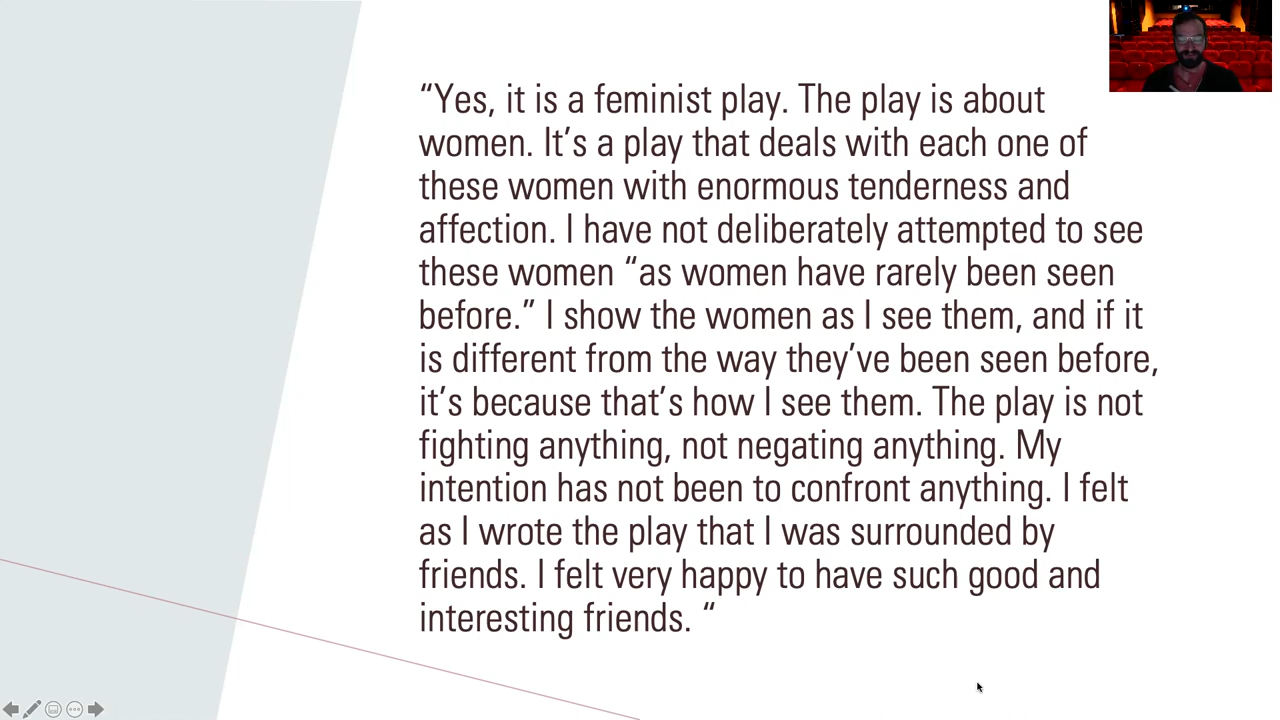 “Yes, it is a feminist play. The play is about
women. It’s a play that deals with each one of
these women with enormous tenderness and
affection. I have not deliberately attempted to see
these women “as women have rarely been seen
before.” I show the women as I see them, and if it
is different from the way they’ve been seen before,
it’s because that’s how I see them. The play is not
fighting anything, not negating anything. My
intention has not been to confront anything. I felt
as I wrote the play that I was surrounded by
friends. I felt very happy to have such good and
interesting friends. “